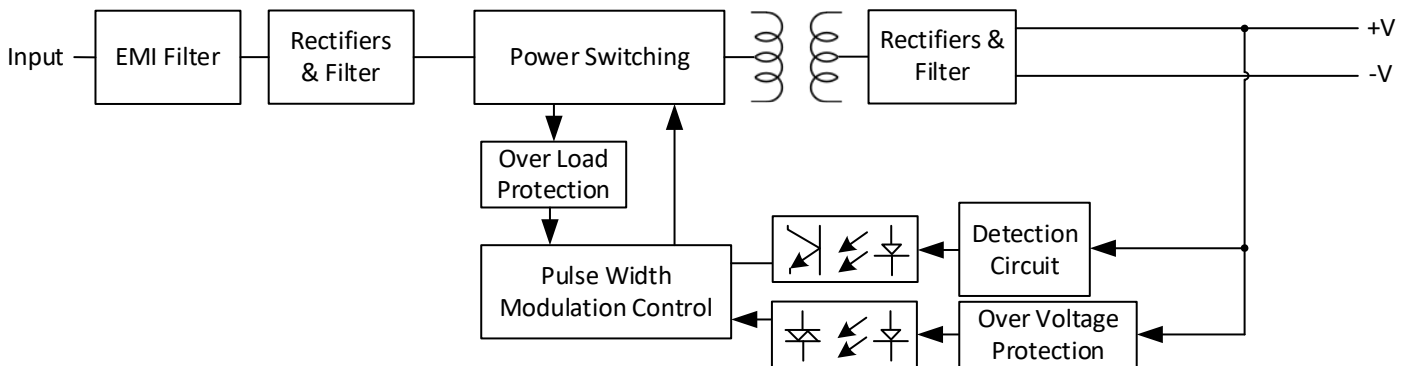 Input
EMI Filter
Rectifiers
& Filter
Power Switching
Rectifiers &
Filter
+V
-V
Over Load
Protection
Pulse Width
Modulation Control
Detection
Circuit
Over Voltage
Protection